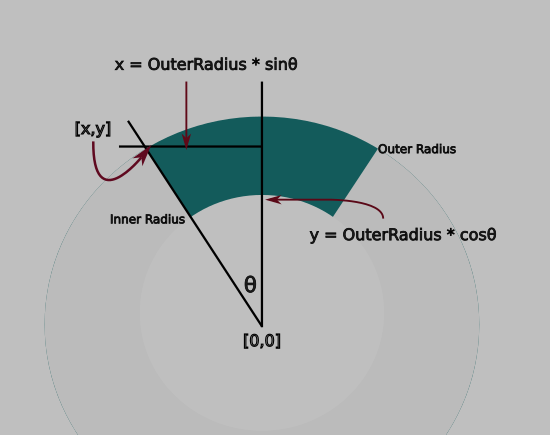 x = OuterRadius * sinθ
[x,y]
Outer Radius
Inner Radius
y = OuterRadius * cosθ
θ
[0,0]